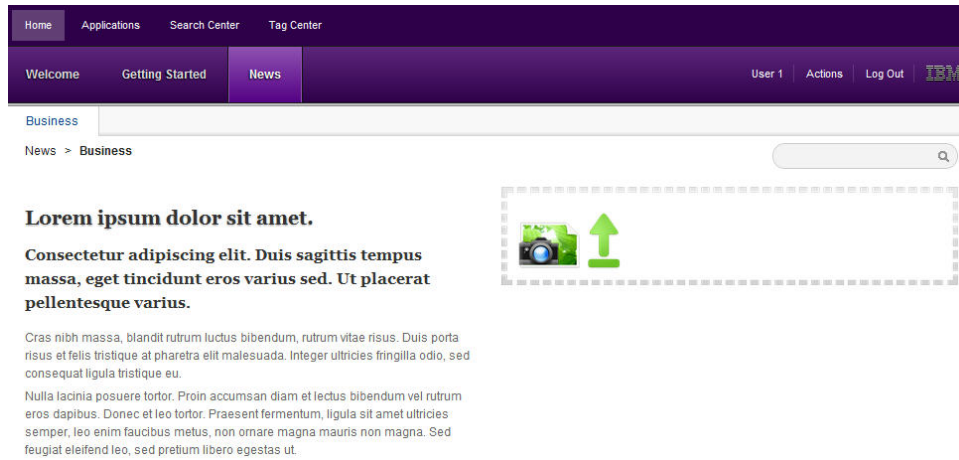 Home Applications Search Center Tag Center
Welcome Getting Started News User 1 Actions Log Out IBM
Business
News > Business
Lorem ipsum dolor sit amet.
Consectetur adipiscing elit. Duis sagittis tempus
massa, eget tincidunt eros varius sed. Ut placerat
pellentesque varius.
Cras nibh massa, blandit rutrum luctus bibendum, rutrum vitae risus. Duis porta
risus et felis tristique at pharetra elit malesuada. Integer ultricies fringilla odio, sed
consequat ligula tristique eu.
Nulla lacinia posuere tortor. Proin accumsan diam et lectus bibendum vel rutrum
eros dapibus. Donec et leo tortor. Praesent fermentum, ligula sit amet ultricies
semper, leo enim faucibus metus, non ornare magna mauris non magna. Sed
feugiat eleifend leo, sed pretium libero egestas ut.